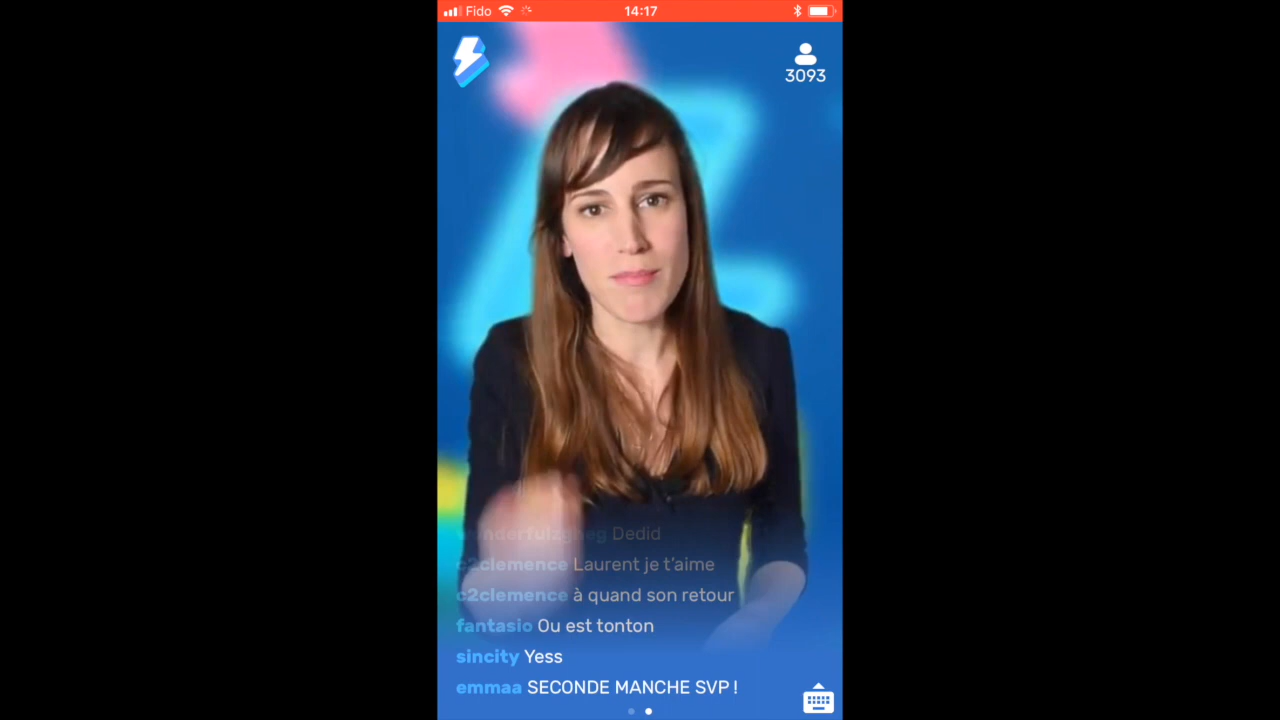 Fido 14:17
3093
Dedid
c2clemence Laurent je t'aime
c2clemence à quand son retour
fantasio Ou est tonton
sincity Yess
emmaa SECONDE MANCHE SVP !